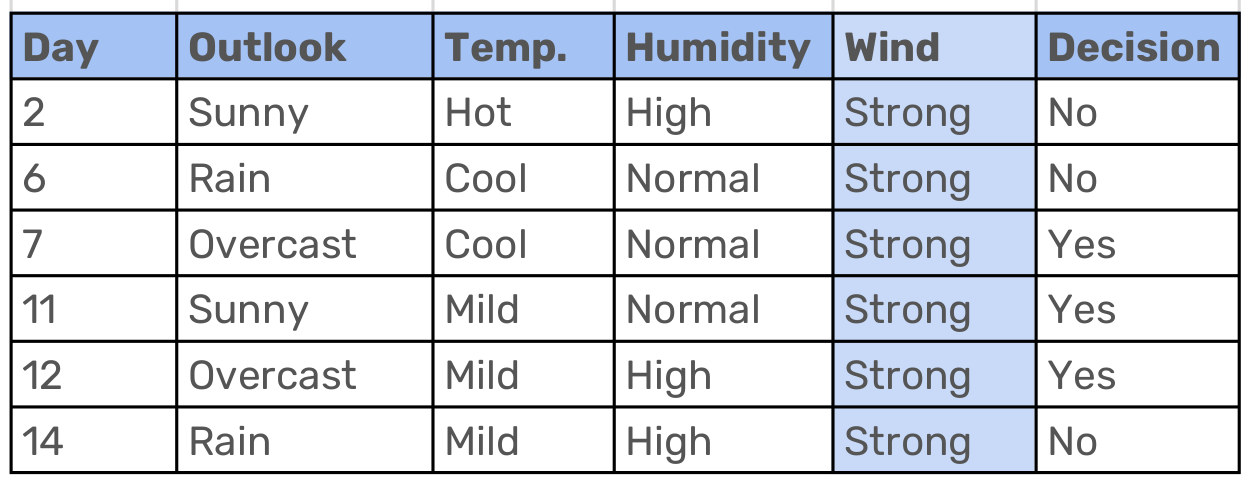 Day Outlook Temp. Humidity Wind Decision
2 Sunny Hot High Strong No
6 Rain Cool Normal Strong No
7 Overcast Cool Normal Strong Yes
11 Sunny Mild Normal Strong Yes
12 Overcast Mild High Strong Yes
14 Rain Mild High Strong No